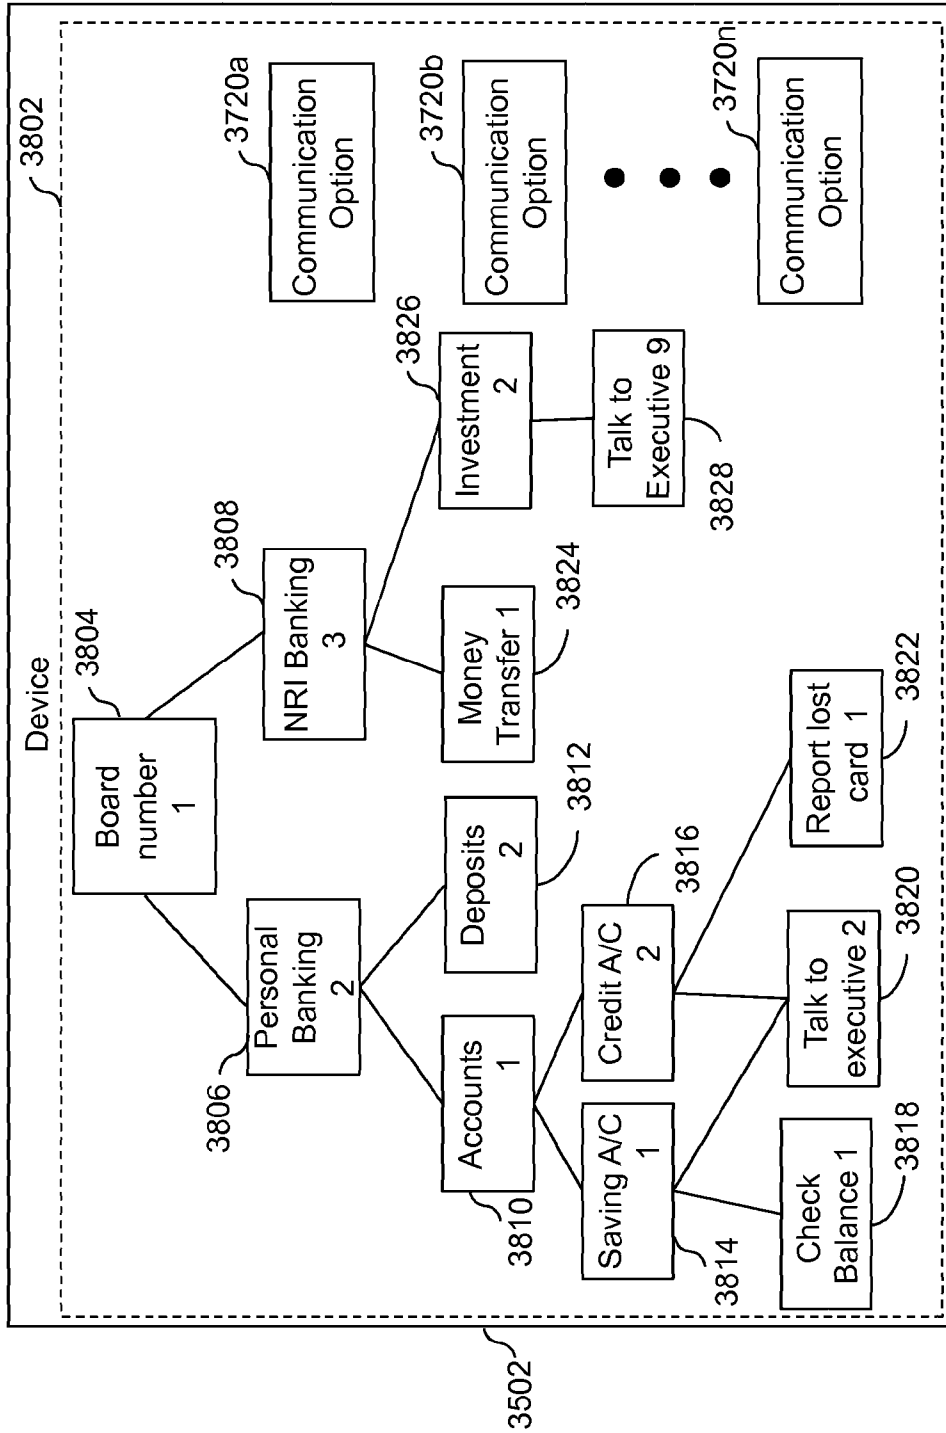 Device
3802
3502
Board
number
1
3804
Personal
Banking
2
3806
NRI Banking
3
3808
Accounts
1
3810
Deposits
2
3812
Money
Transfer 1
3824
Investment
2
3826
Saving A/C
1
3814
Credit A/C
2
3816
Talk to
Executive 9
3828
Check
Balance 1
3818
Talk to
executive 2
3820
Report lost
card 1
3822
Communication
Option
3720a
Communication
Option
3720b
Communication
Option
3720n